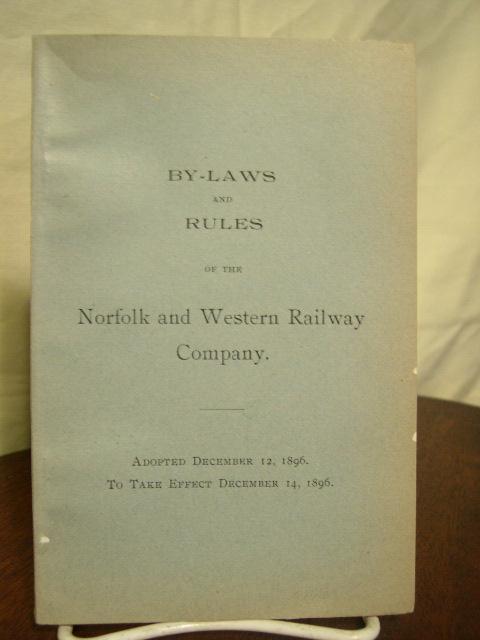 BY-LAWS
AND
RULES
OF THE
Norfolk and Western Railway
Company.
ADOPTED DECEMBER 12, 1896.
TO TAKE EFFECT DECEMBER 14, 1896.